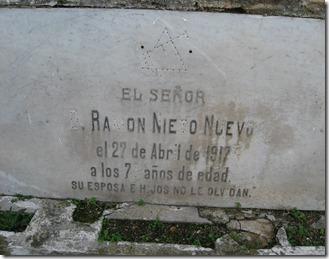 EL SEÑOR
RAMON NIETO NUEVO
el 27 de Abril de 1917
a los años de edad.
SU ESPOSA E HIJOS NO LE OLVIDAN.